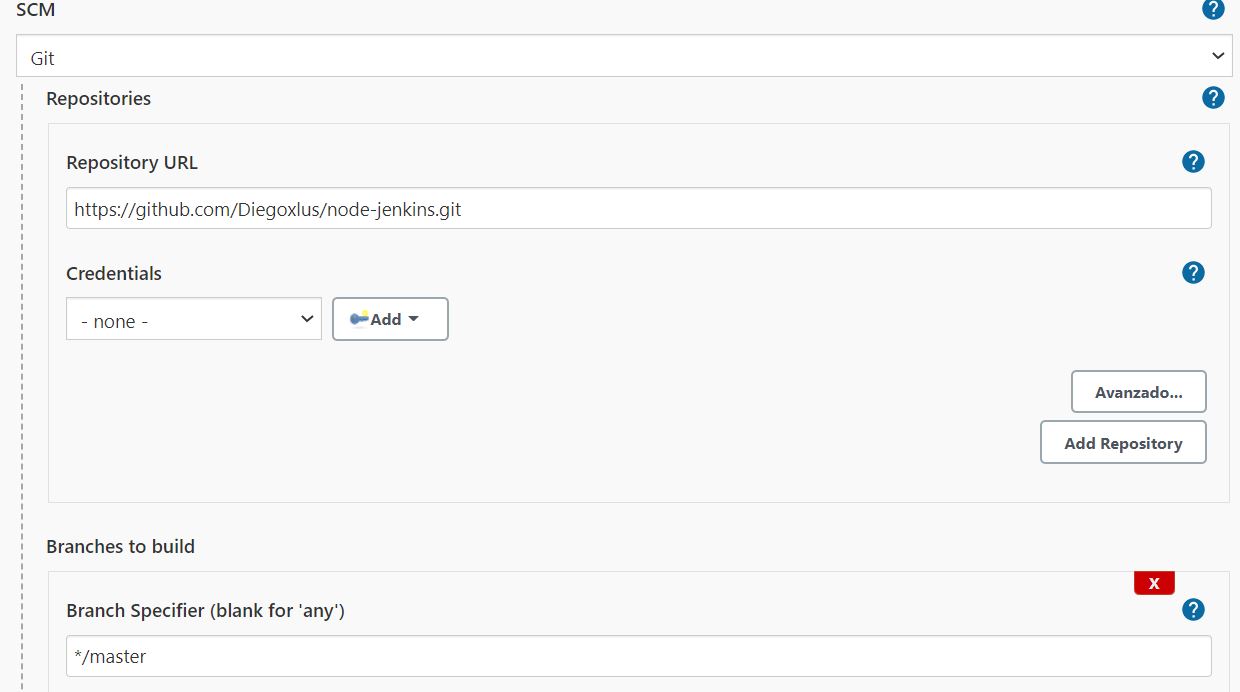 SCM
?
Git
Repositories
?
Repository URL
?
https://github.com/Diegoxlus/node-jenkins.git
Credentials
?
- none -
Add
Avanzado...
Add Repository
Branches to build
X
Branch Specifier (blank for 'any')
?
*/master